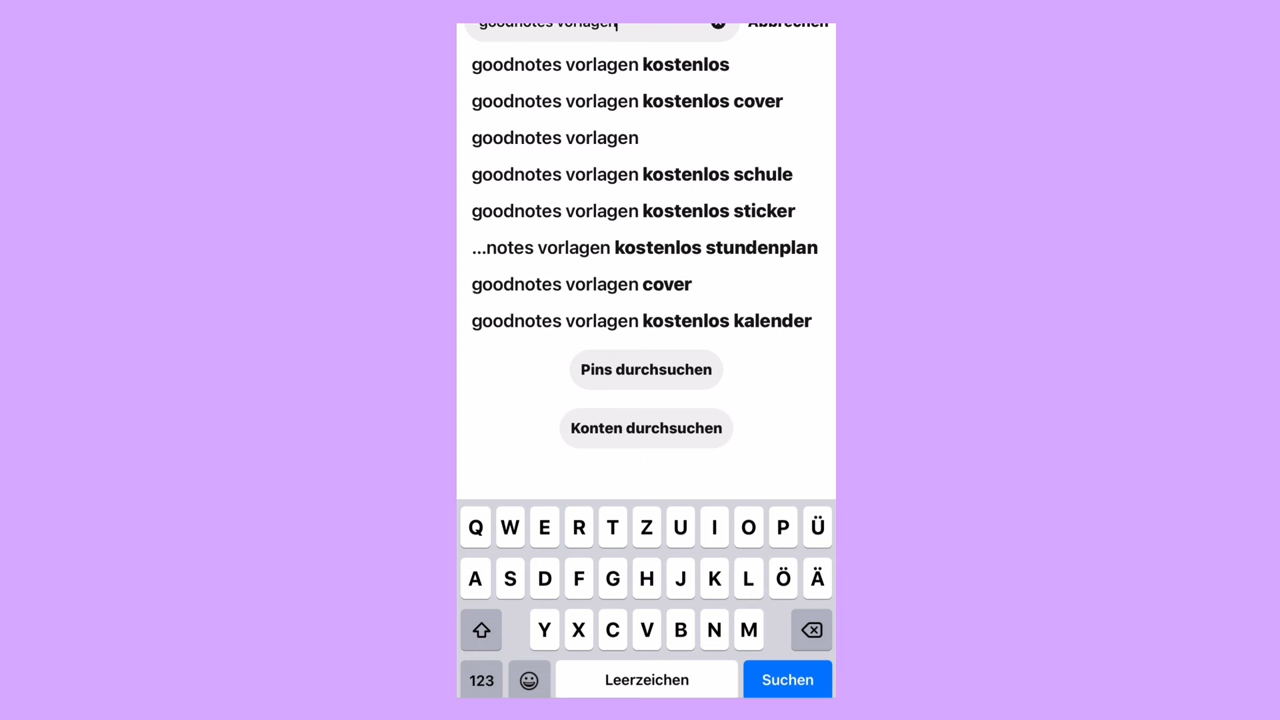 goodnotes vorlagen Abbrechen
goodnotes vorlagen kostenlos
goodnotes vorlagen kostenlos cover
goodnotes vorlagen
goodnotes vorlagen kostenlos schule
goodnotes vorlagen kostenlos sticker
...notes vorlagen kostenlos stundenplan
goodnotes vorlagen cover
goodnotes vorlagen kostenlos kalender
Pins durchsuchen
Konten durchsuchen
Q W E R T Z U I O P Ü
A S D F G H J K L Ö Ä
Y X C V B N M
123 Leerzeichen Suchen